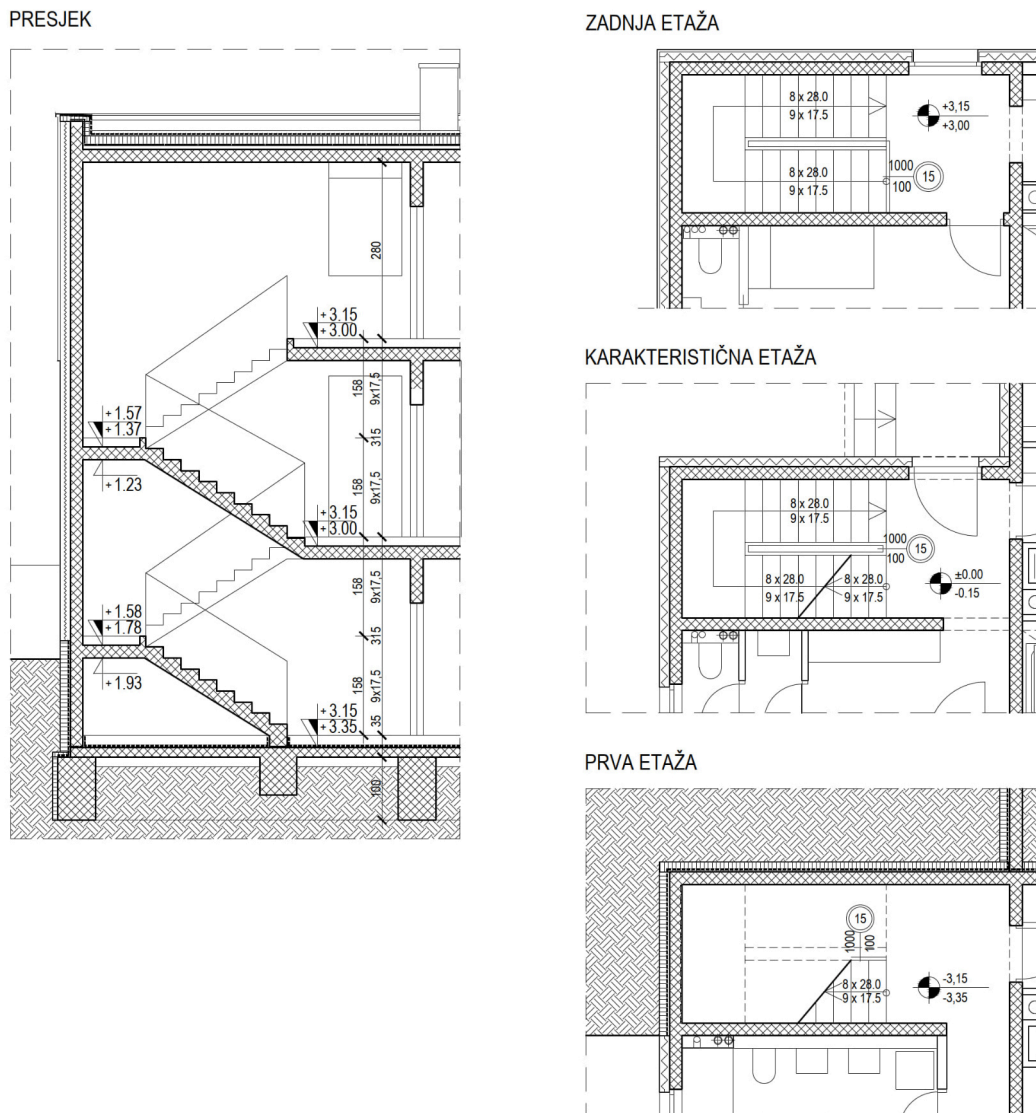 PRESJEK
280
+ 3.15
+ 3.00
158
9x17,5
+ 1.57
+ 1.37
315
+ 1.23
158
9x17,5
+ 3.15
+ 3.00
158
9x17,5
+ 1.58
+ 1.78
315
+ 1.93
158
9x17,5
+ 3.15
+ 3.35
35
100
ZADNJA ETAŽA
8 x 28.0
9 x 17.5
+3,15
+3,00
8 x 28.0
9 x 17.5
1000
100
15
KARAKTERISTIČNA ETAŽA
8 x 28.0
9 x 17.5
1000
100
15
8 x 28.0
9 x 17.5
8 x 28.0
9 x 17.5
±0.00
-0.15
PRVA ETAŽA
15
1000
100
8 x 28.0
9 x 17.5
-3,15
-3,35